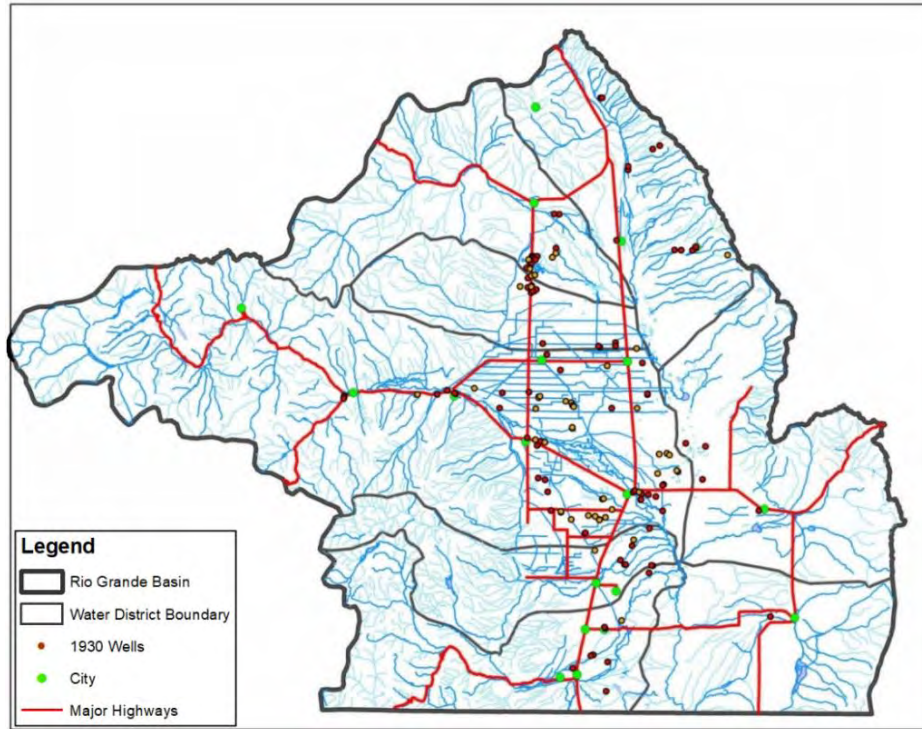 Legend
Rio Grande Basin
Water District Boundary
1930 Wells
City
Major Highways